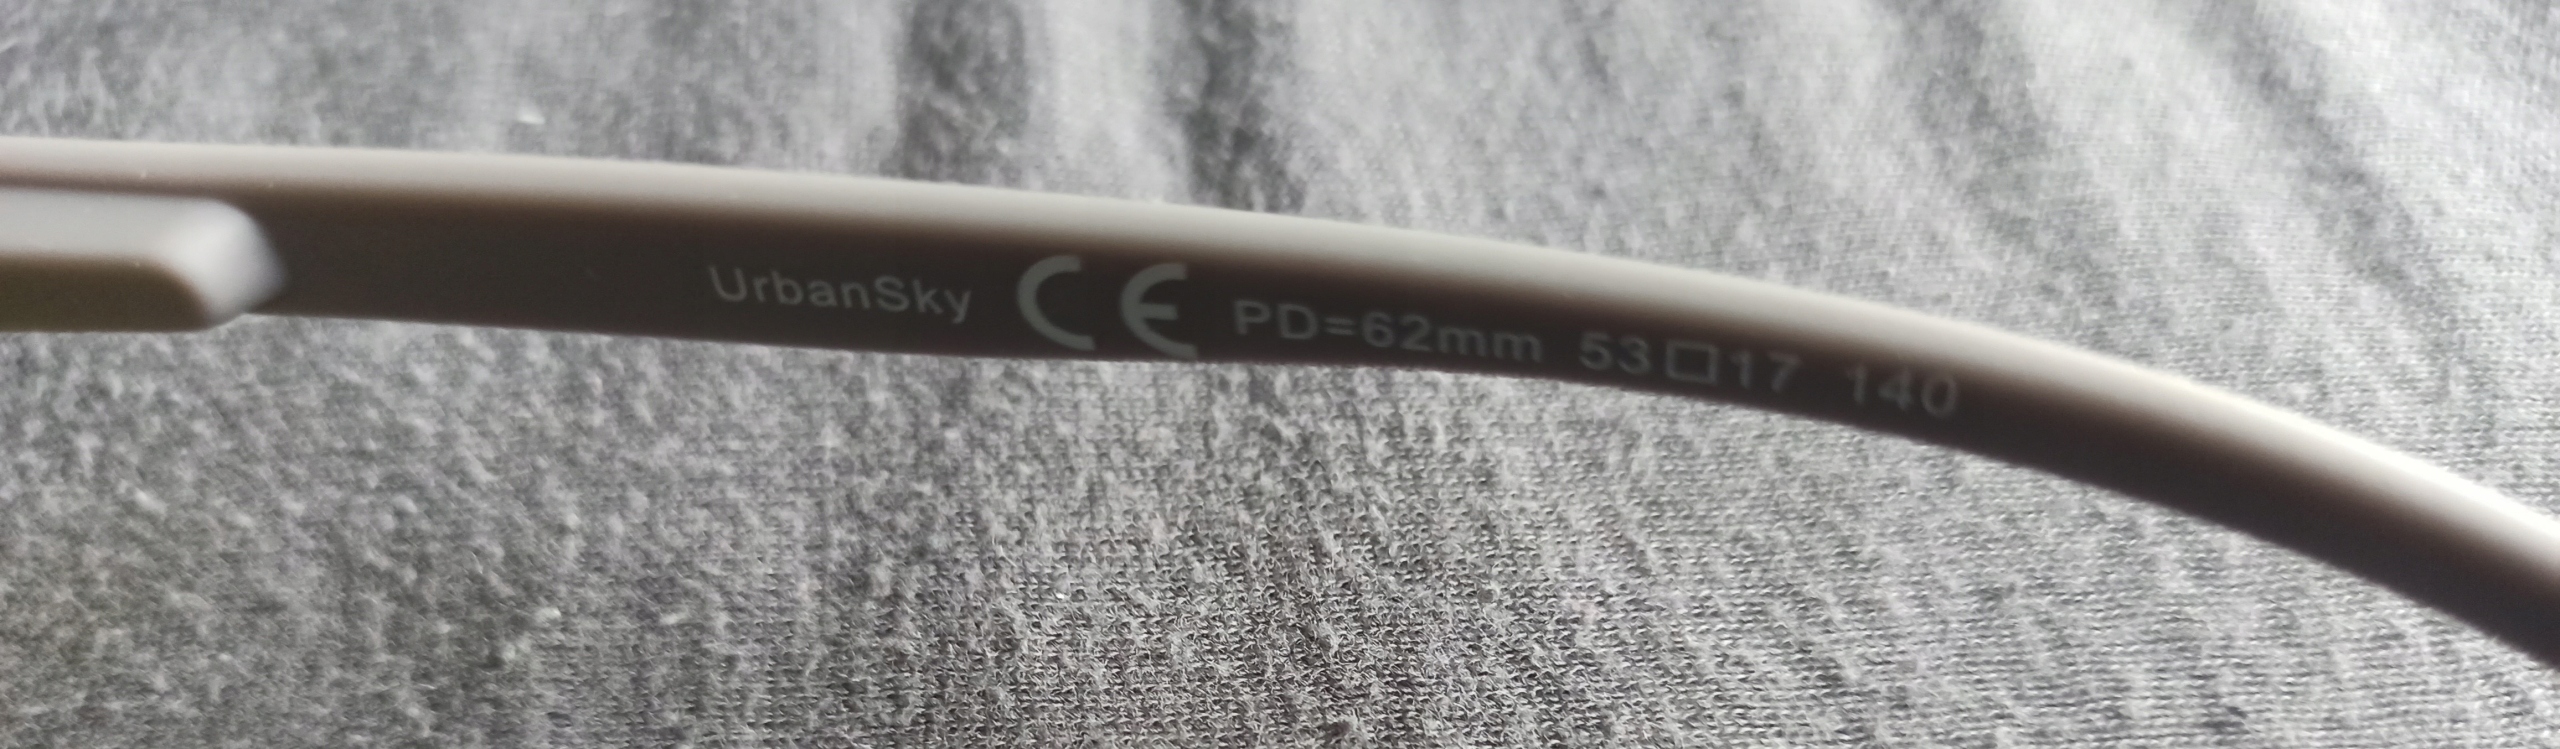 UrbanSky CE PD=62mm 53□17 140